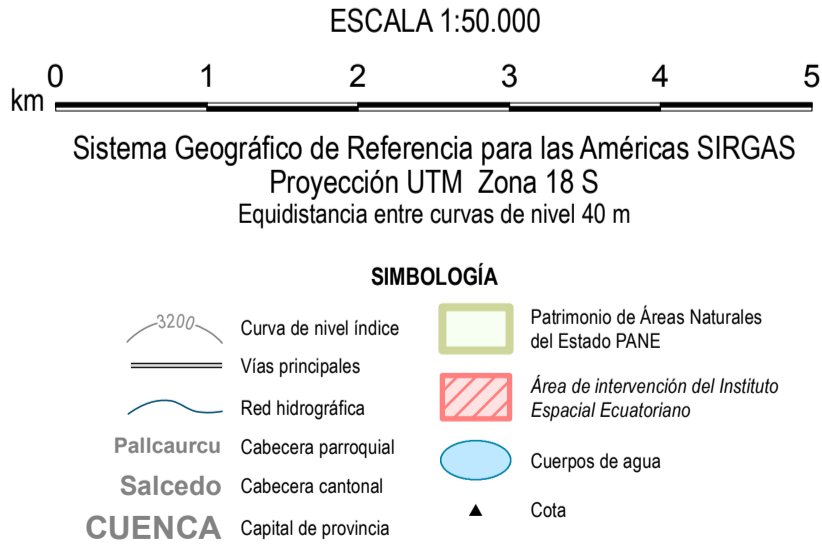 ESCALA 1:50.000
0 1 2 3 4 5
km
Sistema Geográfico de Referencia para las Américas SIRGAS
Proyección UTM Zona 18 S
Equidistancia entre curvas de nivel 40 m
SIMBOLOGÍA
3200
Curva de nivel índice
Vías principales
Red hidrográfica
Pallcaurcu Cabecera parroquial
Salcedo Cabecera cantonal
CUENCA Capital de provincia
Patrimonio de Áreas Naturales
del Estado PANE
Área de intervención del Instituto
Espacial Ecuatoriano
Cuerpos de agua
Cota